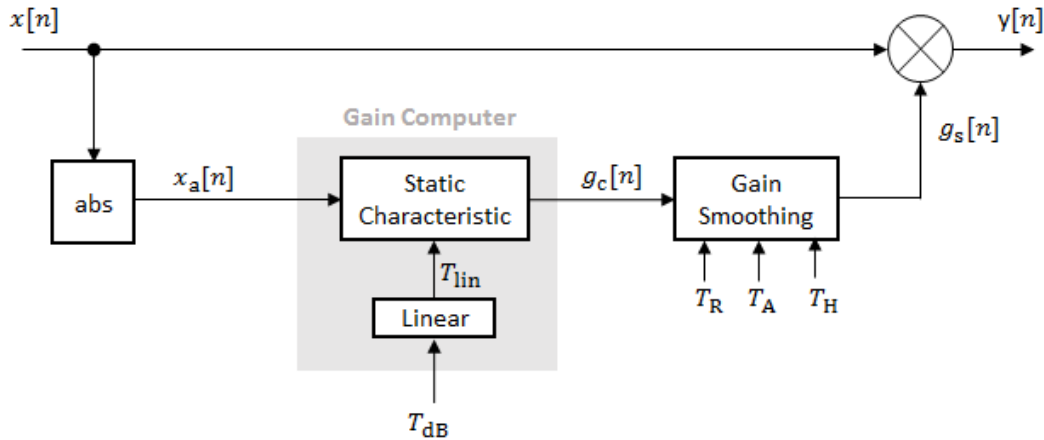 x[n]
y[n]
Gain Computer
g_s[n]
abs
x_a[n]
Static
Characteristic
g_c[n]
Gain
Smoothing
T_lin
Linear
T_R
T_A
T_H
T_dB